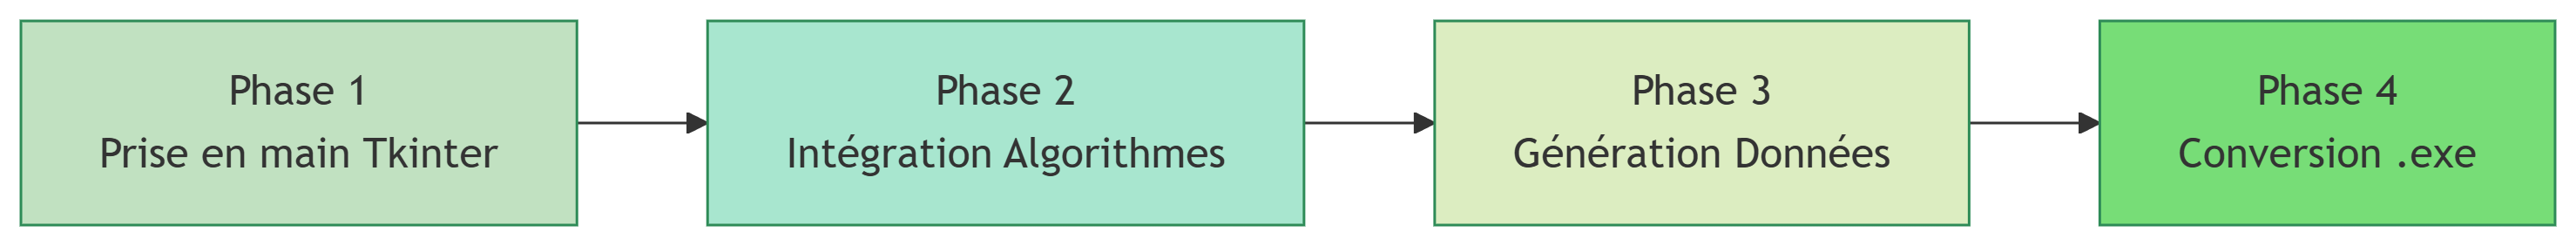 Phase 1
Prise en main Tkinter
Phase 2
Intégration Algorithmes
Phase 3
Génération Données
Phase 4
Conversion .exe